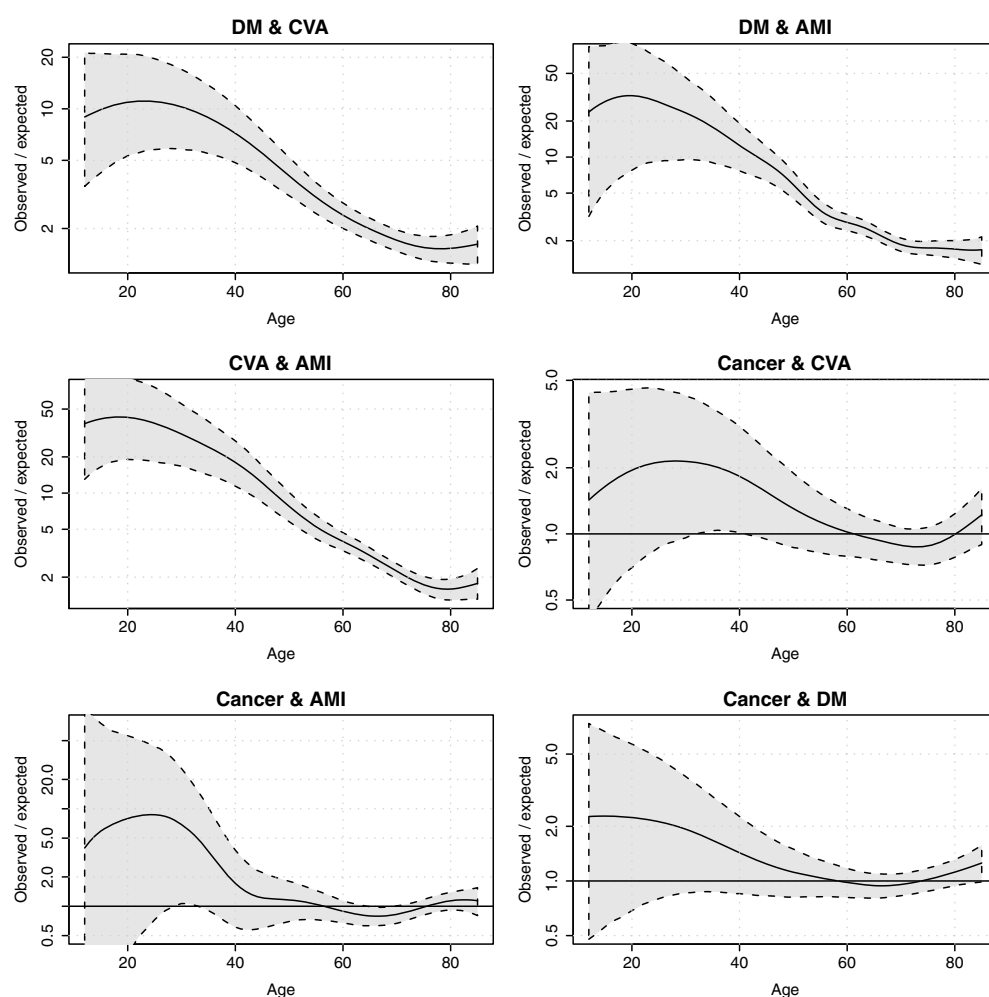 DM & CVA
Observed / expected
20
10
5
2
20 40 60 80
Age
DM & AMI
Observed / expected
50
20
10
5
2
20 40 60 80
Age
CVA & AMI
Observed / expected
50
20
10
5
2
20 40 60 80
Age
Cancer & CVA
Observed / expected
5.0
2.0
1.0
0.5
20 40 60 80
Age
Cancer & AMI
Observed / expected
20.0
5.0
2.0
0.5
20 40 60 80
Age
Cancer & DM
Observed / expected
5.0
2.0
1.0
0.5
20 40 60 80
Age